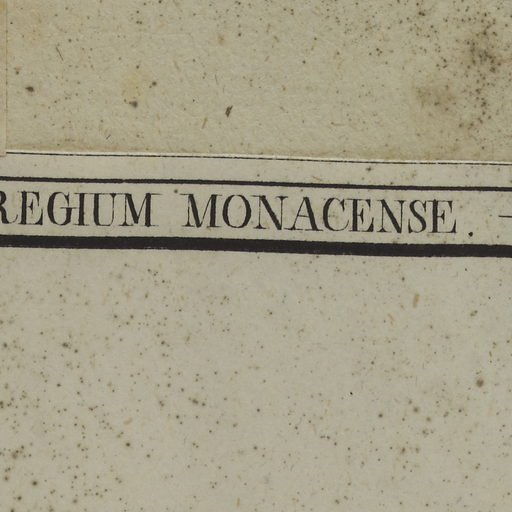 REGIUM MONACENSE. —